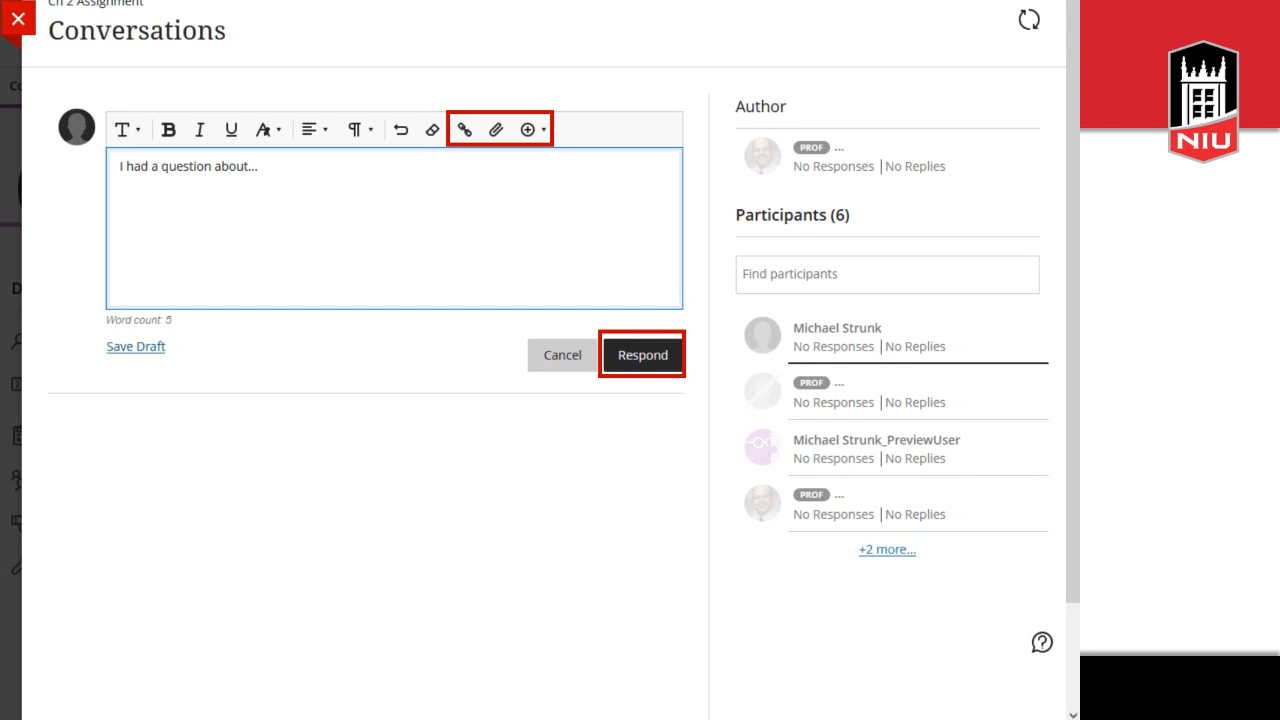 Ch 2 Assignment
Conversations
I had a question about...
Word count: 5
Save Draft
Cancel
Respond
Author
PROF ...
No Responses | No Replies
Participants (6)
Find participants
Michael Strunk
No Responses | No Replies
PROF ...
No Responses | No Replies
Michael Strunk_PreviewUser
No Responses | No Replies
PROF ...
No Responses | No Replies
+2 more...
NIU